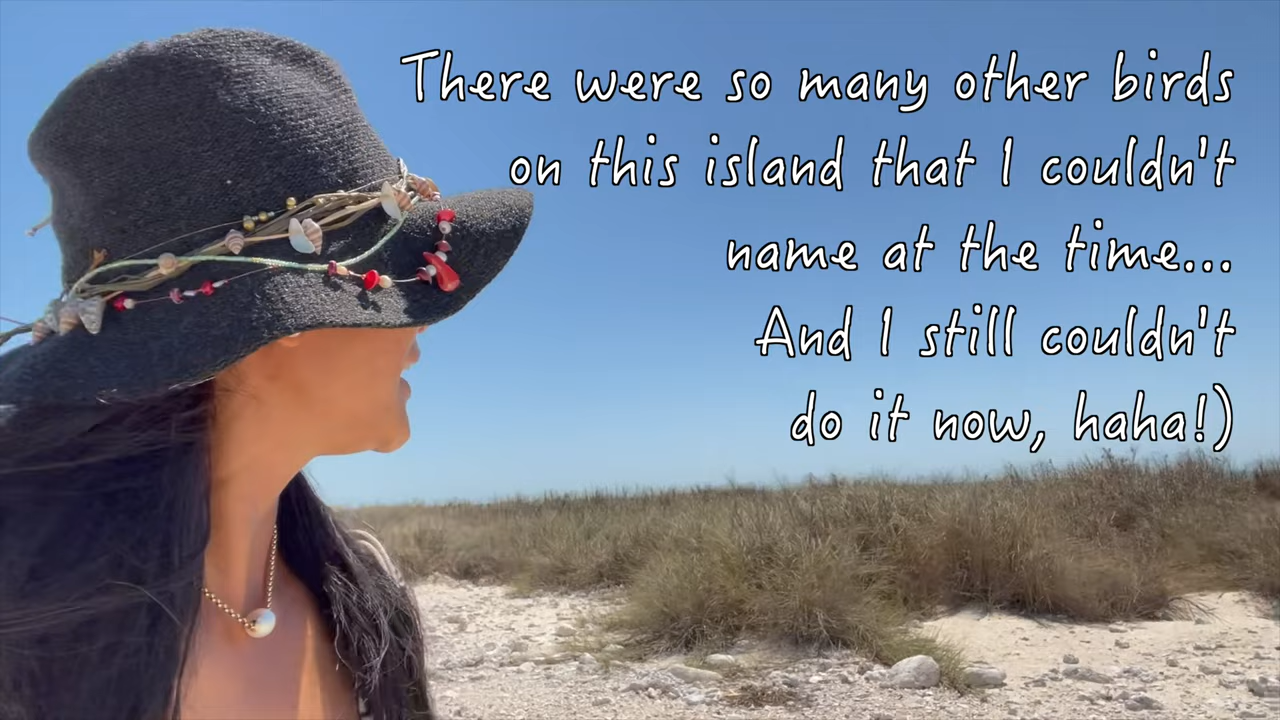 There were so many other birds
on this island that I couldn't
name at the time...
And I still couldn't
do it now, haha!)